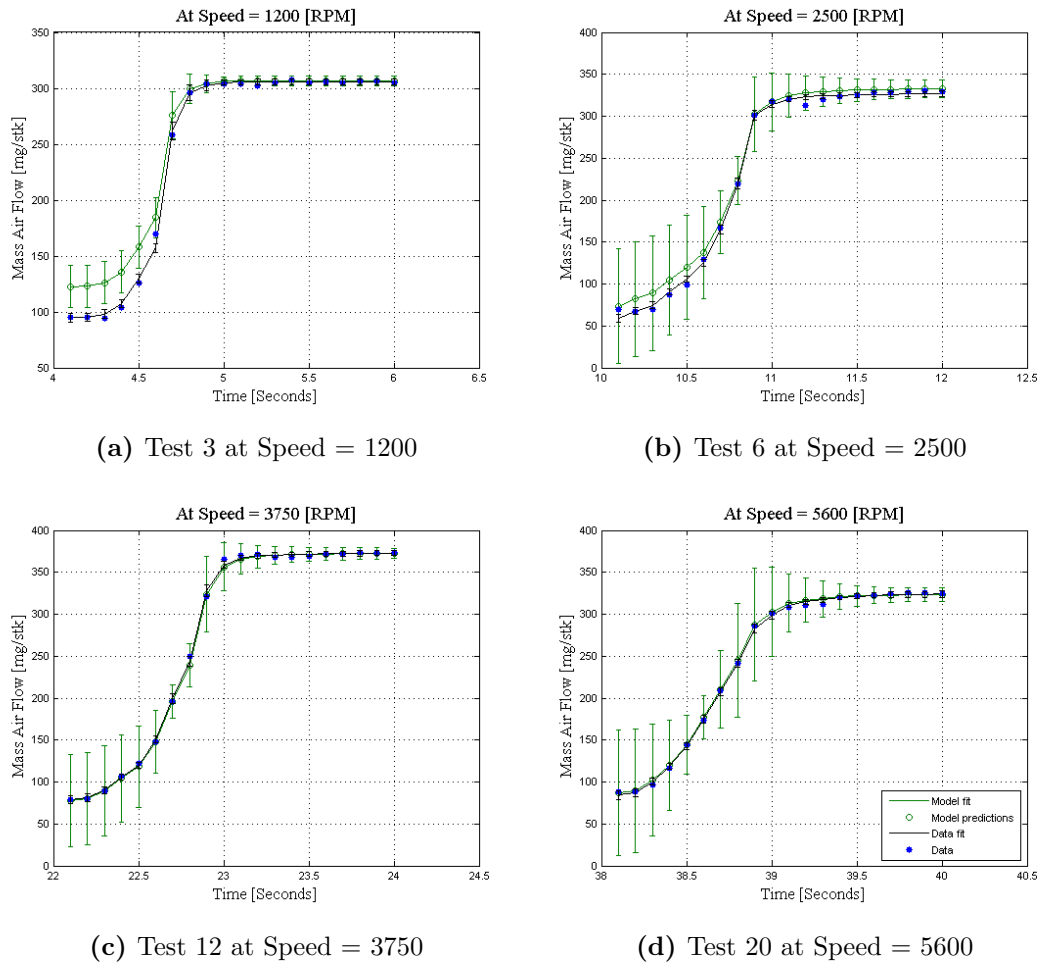 At Speed = 1200 [RPM]
Mass Air Flow [mg/stk]
350
300
250
200
150
100
50
4
4.5
5
5.5
6
6.5
Time [Seconds]
(a) Test 3 at Speed = 1200
At Speed = 2500 [RPM]
Mass Air Flow [mg/stk]
400
350
300
250
200
150
100
50
0
10
10.5
11
11.5
12
12.5
Time [Seconds]
(b) Test 6 at Speed = 2500
At Speed = 3750 [RPM]
Mass Air Flow [mg/stk]
400
350
300
250
200
150
100
50
0
22
22.5
23
23.5
24
24.5
Time [Seconds]
(c) Test 12 at Speed = 3750
At Speed = 5600 [RPM]
Mass Air Flow [mg/stk]
400
350
300
250
200
150
100
50
0
38
38.5
39
39.5
40
40.5
Time [Seconds]
Model fit
Model predictions
Data fit
Data
(d) Test 20 at Speed = 5600